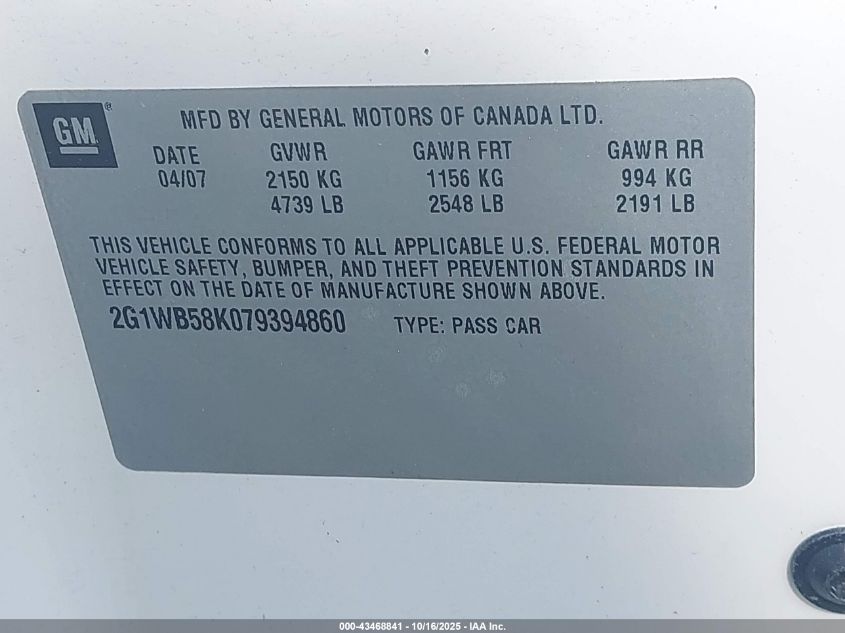 GM ®
MFD BY GENERAL MOTORS OF CANADA LTD.
DATE GVWR GAWR FRT GAWR RR
04/07 2150 KG 1156 KG 994 KG
4739 LB 2548 LB 2191 LB
THIS VEHICLE CONFORMS TO ALL APPLICABLE U.S. FEDERAL MOTOR
VEHICLE SAFETY, BUMPER, AND THEFT PREVENTION STANDARDS IN
EFFECT ON THE DATE OF MANUFACTURE SHOWN ABOVE.
2G1WB58K079394860 TYPE: PASS CAR
000-43468841 - 10/16/2025 - IAA Inc.